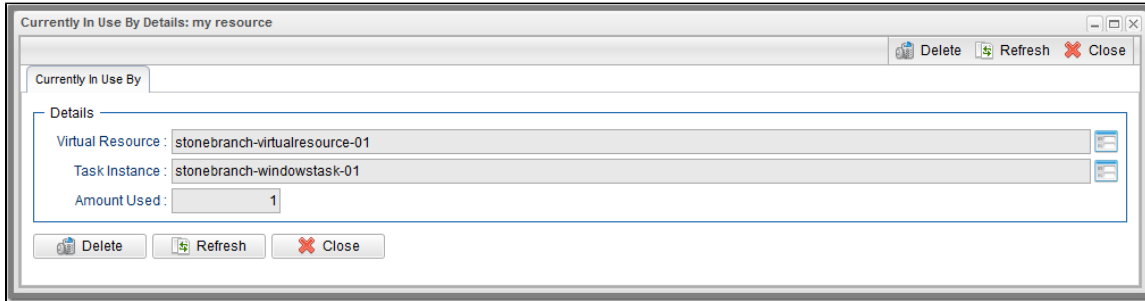 Currently In Use By Details: my resource
Delete Refresh Close
Currently In Use By
Details
Virtual Resource : stonebranch-virtualresource-01
Task Instance : stonebranch-windowstask-01
Amount Used : 1
Delete Refresh Close